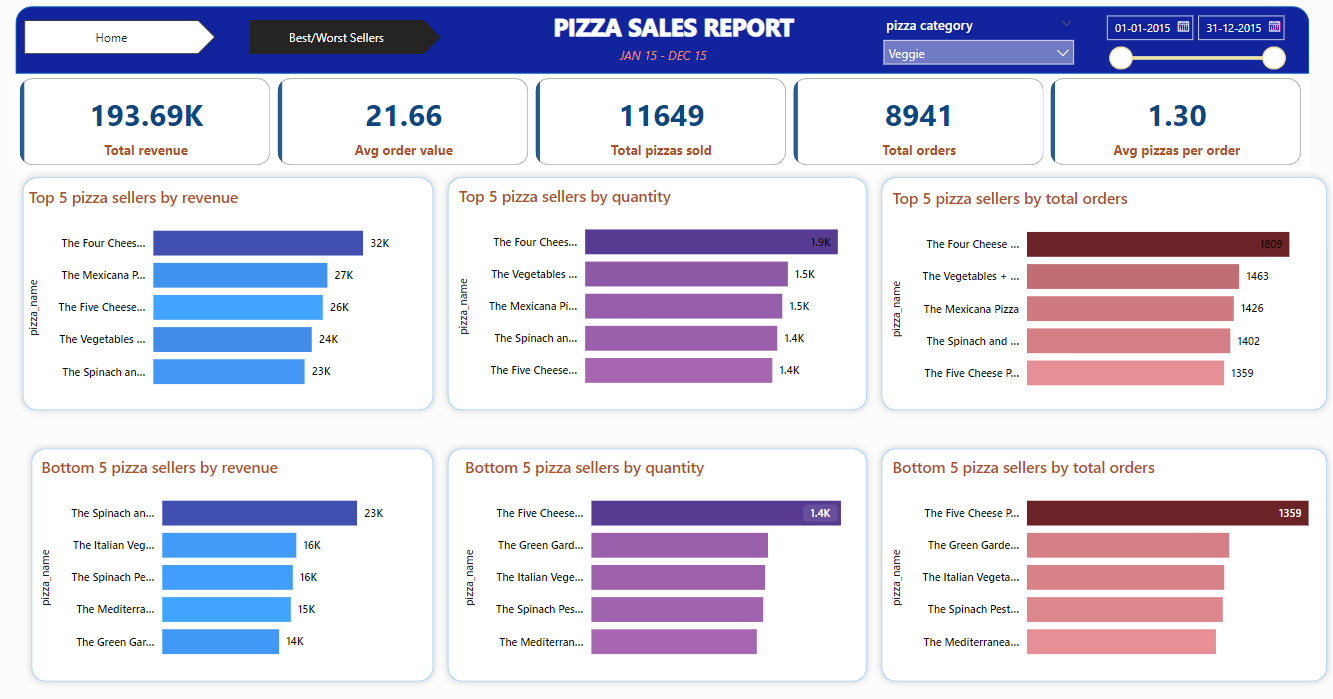 Home
Best/Worst Sellers
PIZZA SALES REPORT
JAN 15 - DEC 15
pizza category
Veggie
01-01-2015
31-12-2015
193.69K
Total revenue
21.66
Avg order value
11649
Total pizzas sold
8941
Total orders
1.30
Avg pizzas per order
Top 5 pizza sellers by revenue
pizza_name
The Four Chees... 32K
The Mexicana P... 27K
The Five Cheese... 26K
The Vegetables ... 24K
The Spinach an... 23K
Top 5 pizza sellers by quantity
pizza_name
The Four Chees... 1.9K
The Vegetables ... 1.5K
The Mexicana Pi... 1.5K
The Spinach an... 1.4K
The Five Cheese... 1.4K
Top 5 pizza sellers by total orders
pizza_name
The Four Cheese ... 1809
The Vegetables + ... 1463
The Mexicana Pizza 1426
The Spinach and ... 1402
The Five Cheese P... 1359
Bottom 5 pizza sellers by revenue
pizza_name
The Spinach an... 23K
The Italian Veg... 16K
The Spinach Pe... 16K
The Mediterra... 15K
The Green Gar... 14K
Bottom 5 pizza sellers by quantity
pizza_name
The Five Cheese... 1.4K
The Green Gard...
The Italian Vege...
The Spinach Pes...
The Mediterran...
Bottom 5 pizza sellers by total orders
pizza_name
The Five Cheese P... 1359
The Green Garde...
The Italian Vegeta...
The Spinach Pest...
The Mediterranea...